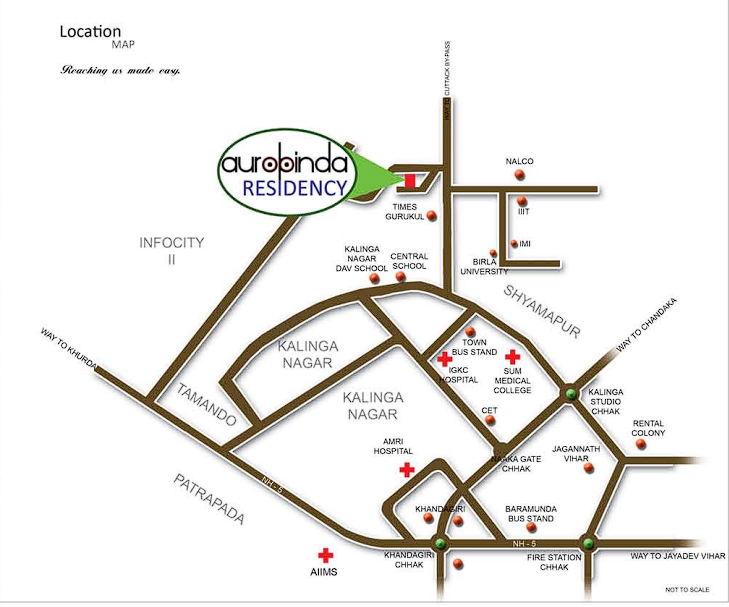 Location
MAP
Reaching us made easy.
WAY TO CUTTACK BY-PASS
aurobinda
RESIDENCY
NALCO
TIMES
GURUKUL
IIIT
INFOCITY
II
IMI
KALINGA
NAGAR
DAV SCHOOL
CENTRAL
SCHOOL
BIRLA
UNIVERSITY
SHYAMAPUR
WAY TO CHANDAKA
WAY TO KHURDA
KALINGA
NAGAR
TOWN
BUS STAND
IGKC
HOSPITAL
SUM
MEDICAL
COLLEGE
TAMANDO
KALINGA
NAGAR
KALINGA
STUDIO
CHHAK
CET
RENTAL
COLONY
AMRI
HOSPITAL
NAAKA GATE
CHHAK
JAGANNATH
VIHAR
PATRAPADA
NH - 5
KHANDAGIRI
BARAMUNDA
BUS STAND
KHANDAGIRI
CHHAK
NH - 5
FIRE STATION
CHHAK
WAY TO JAYADEV VIHAR
AIIMS
NOT TO SCALE